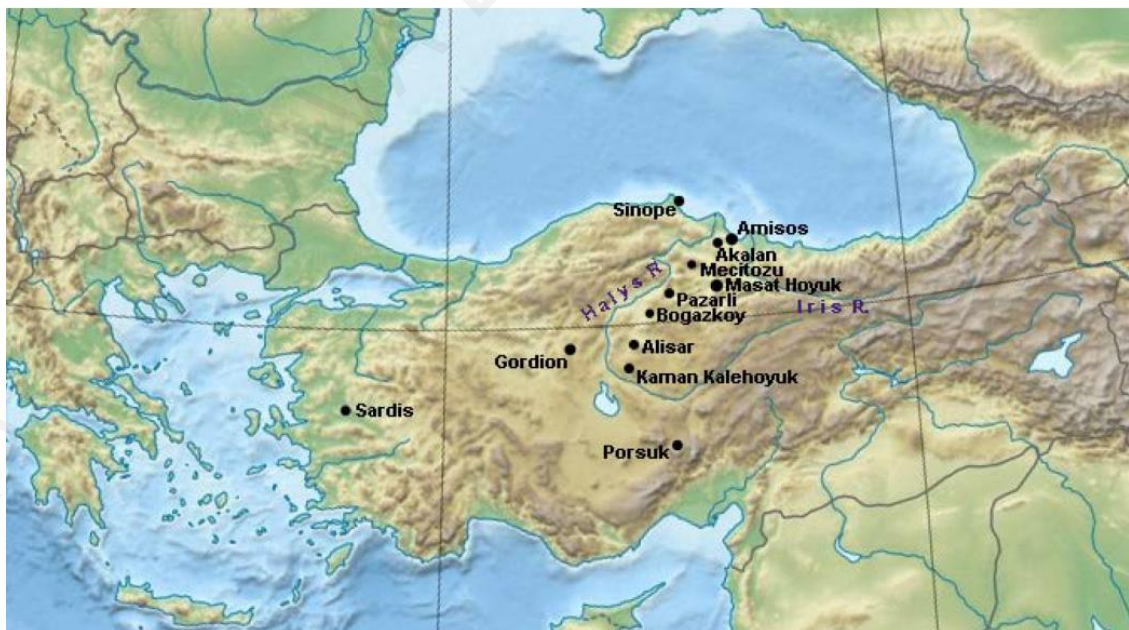 Sinope
Amisos
Akalan
Mecitozu
Halys R.
Masat Hoyuk
Pazarli
Iris R.
Bogazkoy
Alisar
Gordion
Kaman Kalehoyuk
Sardis
Porsuk